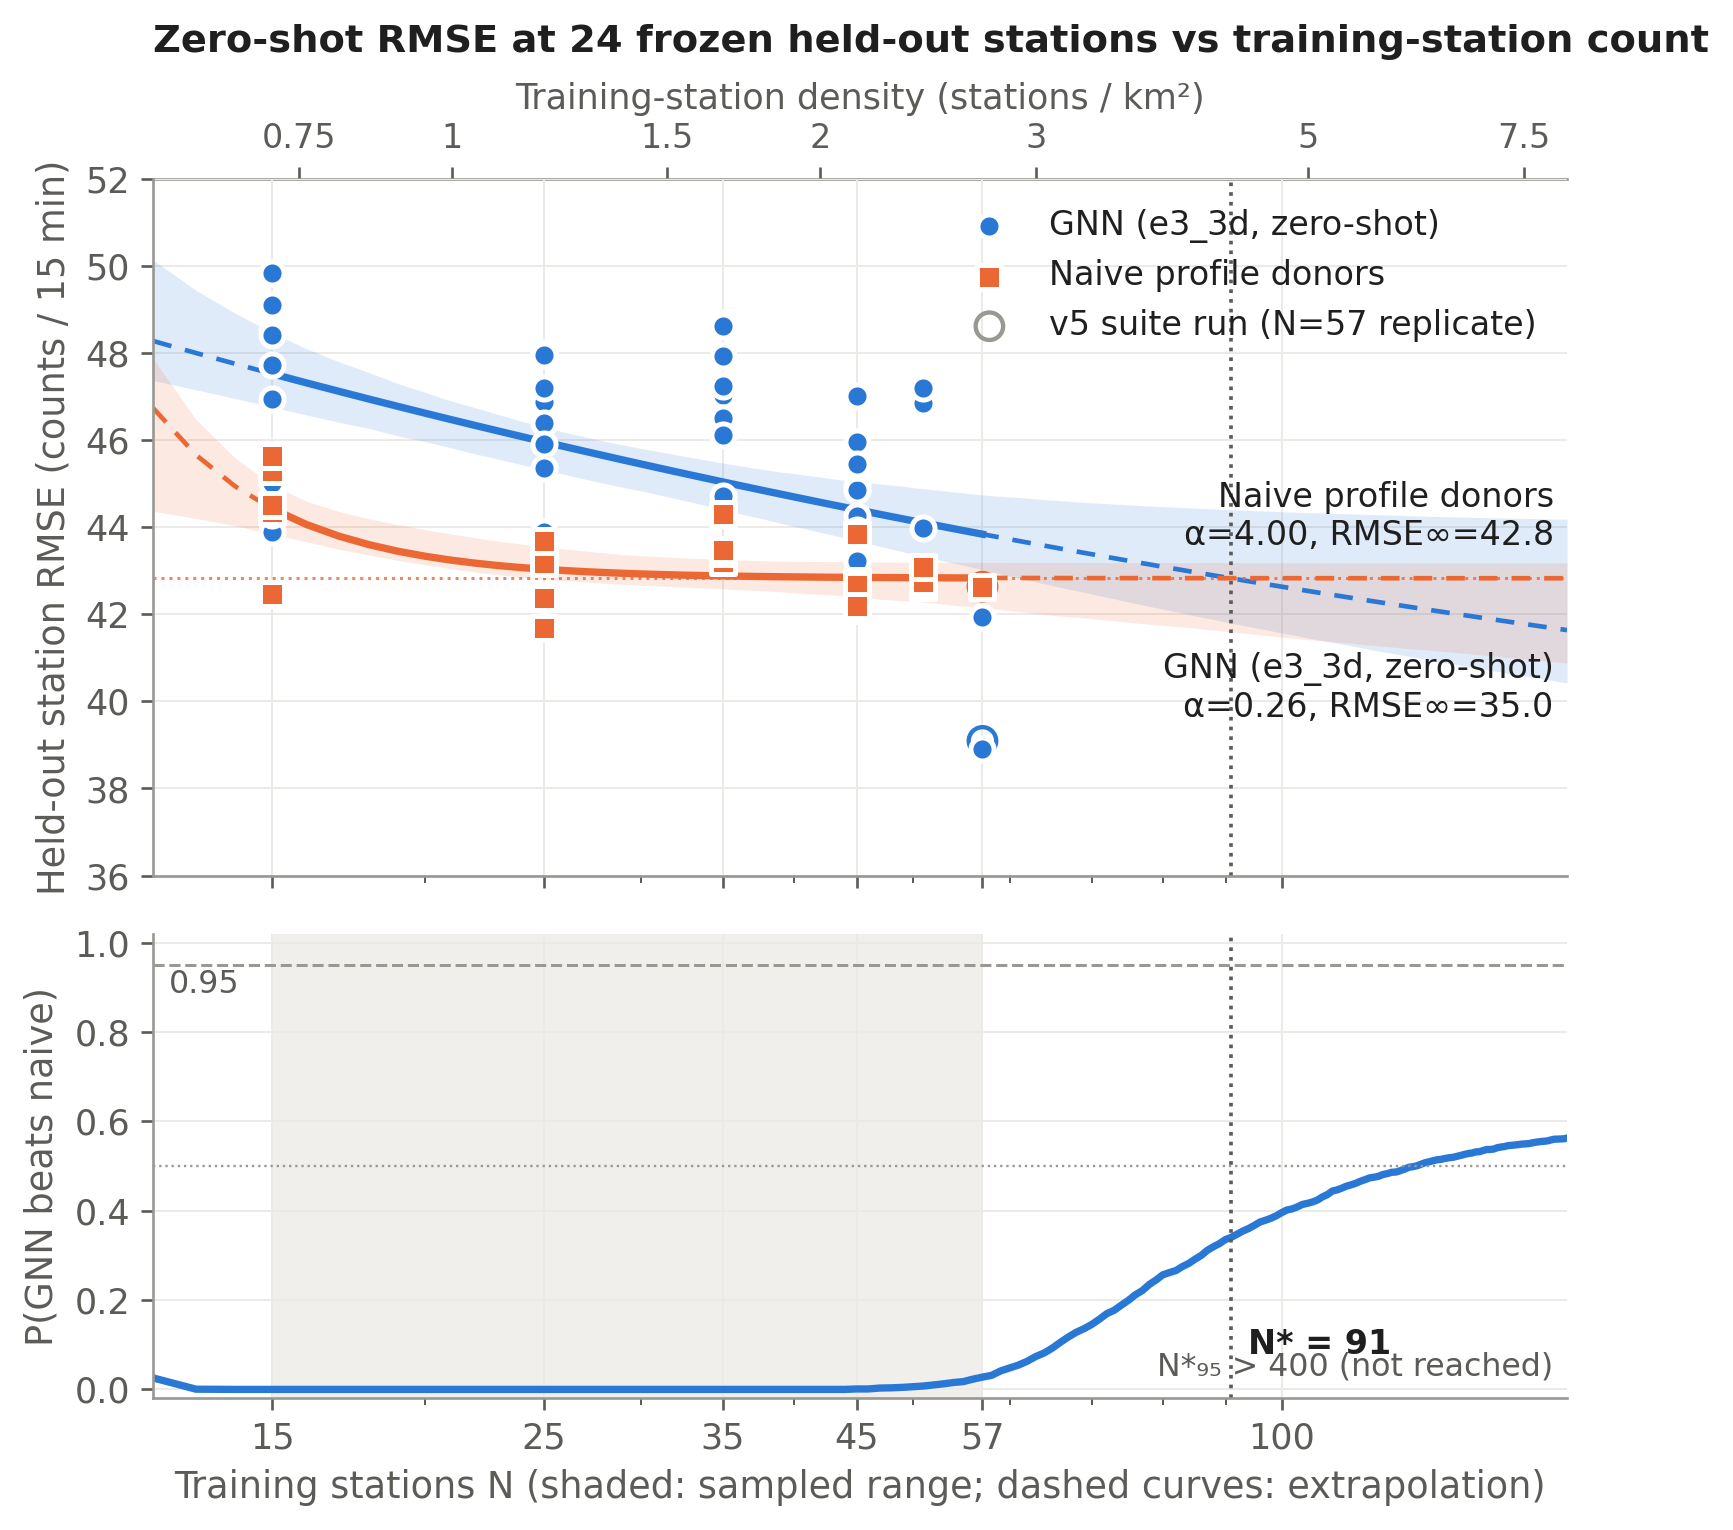 Zero-shot RMSE at 24 frozen held-out stations vs training-station count
Training-station density (stations / km²)
0.75 1 1.5 2 3 5 7.5
Held-out station RMSE (counts / 15 min)
52
50
48
46
44
42
40
38
36
GNN (e3_3d, zero-shot)
Naive profile donors
v5 suite run (N=57 replicate)
Naive profile donors
α=4.00, RMSE∞=42.8
GNN (e3_3d, zero-shot)
α=0.26, RMSE∞=35.0
P(GNN beats naive)
1.0
0.8
0.6
0.4
0.2
0.0
0.95
N* = 91
N*₉₅ > 400 (not reached)
15 25 35 45 57 100
Training stations N (shaded: sampled range; dashed curves: extrapolation)